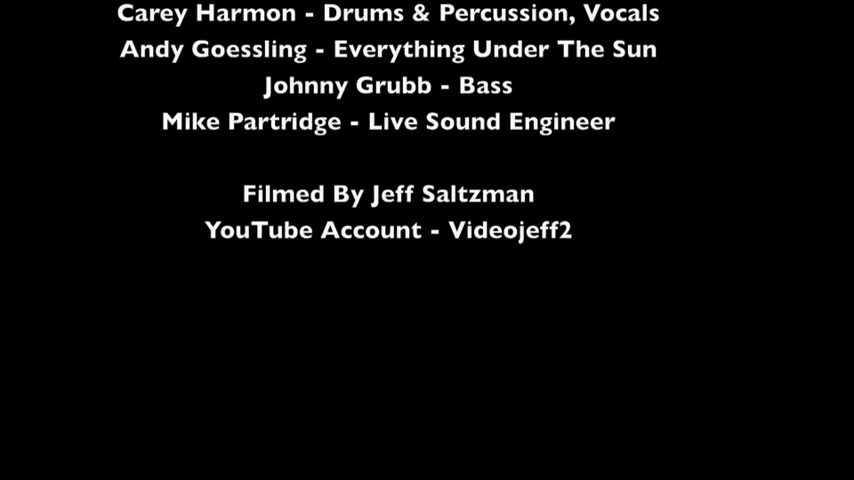 Carey Harmon - Drums & Percussion, Vocals
Andy Goessling - Everything Under The Sun
Johnny Grubb - Bass
Mike Partridge - Live Sound Engineer
Filmed By Jeff Saltzman
YouTube Account - Videojeff2